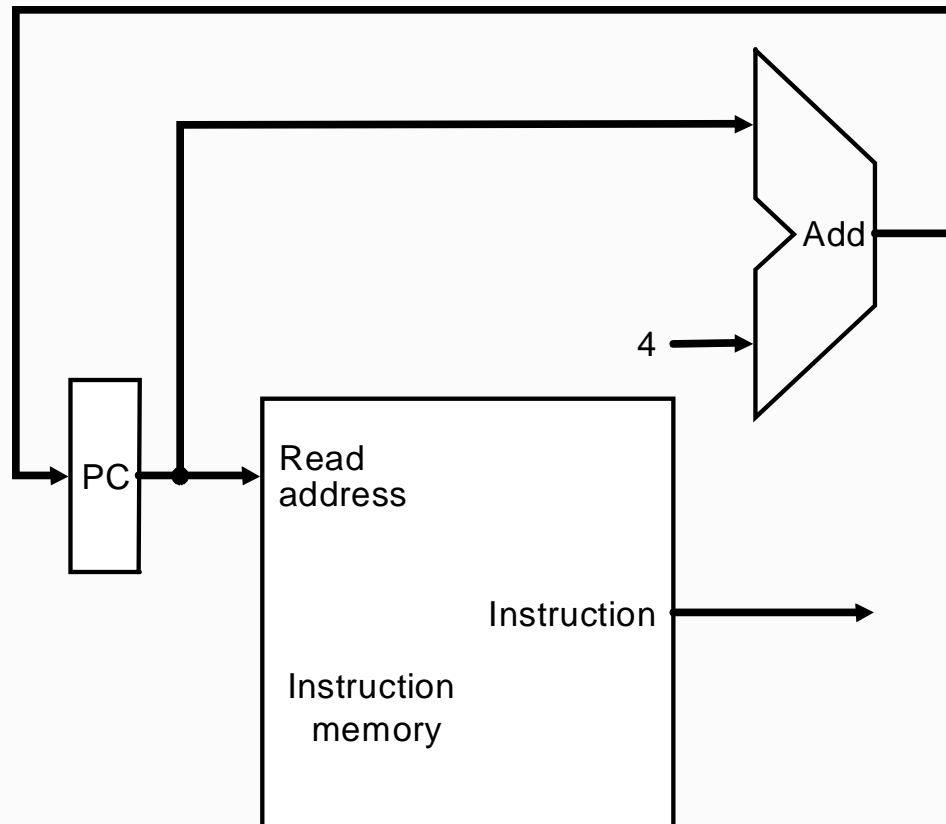 Add
4
PC
Read
address
Instruction
Instruction
memory